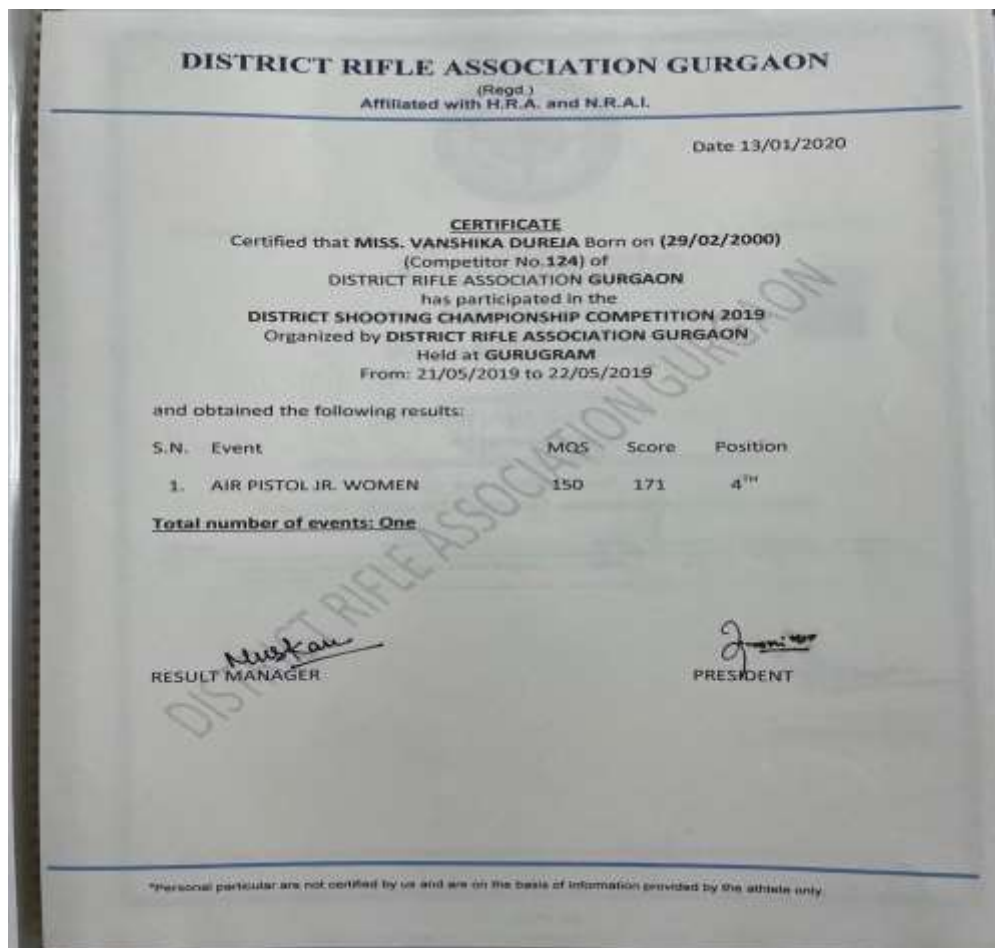 DISTRICT RIFLE ASSOCIATION GURGAON
(Regd.)
Affiliated with H.R.A. and N.R.A.I.
Date 13/01/2020
CERTIFICATE
Certified that MISS. VANSHIKA DUREJA Born on (29/02/2000)
(Competitor No.124) of
DISTRICT RIFLE ASSOCIATION GURGAON
has participated in the
DISTRICT SHOOTING CHAMPIONSHIP COMPETITION 2019
Organized by DISTRICT RIFLE ASSOCIATION GURGAON
Held at GURUGRAM
From: 21/05/2019 to 22/05/2019
and obtained the following results:
S.N. Event MQS Score Position
1. AIR PISTOL JR. WOMEN 150 171 4TH
Total number of events: One
DISTRICT RIFLE ASSOCIATION GURGAON
Muskan
RESULT MANAGER
PRESIDENT
*Personal particular are not certified by us and are on the basis of information provided by the athlete only